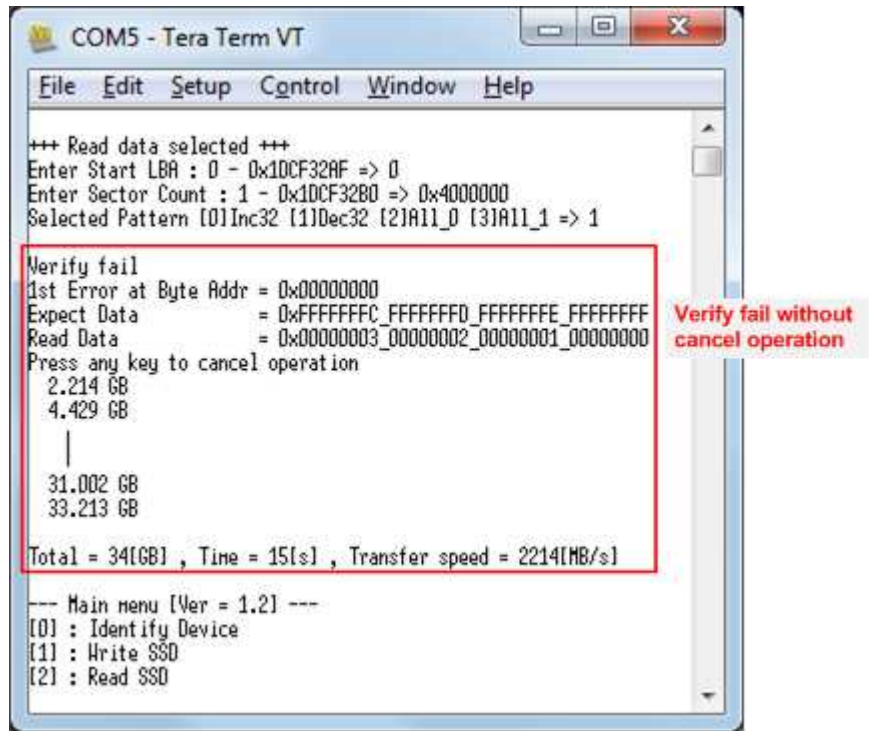 COM5 - Tera Term VT
File Edit Setup Control Window Help
+++ Read data selected +++
Enter Start LBA : 0 - 0x1DCF32AF => 0
Enter Sector Count : 1 - 0x1DCF32B0 => 0x4000000
Selected Pattern [0]Inc32 [1]Dec32 [2]All_0 [3]All_1 => 1
Verify fail
1st Error at Byte Addr = 0x00000000
Expect Data = 0xFFFFFFFC_FFFFFFFD_FFFFFFFE_FFFFFFFF
Read Data = 0x00000003_00000002_00000001_00000000
Press any key to cancel operation
2.214 GB
4.429 GB
31.002 GB
33.213 GB
Total = 34[GB] , Time = 15[s] , Transfer speed = 2214[MB/s]
--- Main menu [Ver = 1.2] ---
[0] : Identify Device
[1] : Write SSD
[2] : Read SSD
Verify fail without
cancel operation